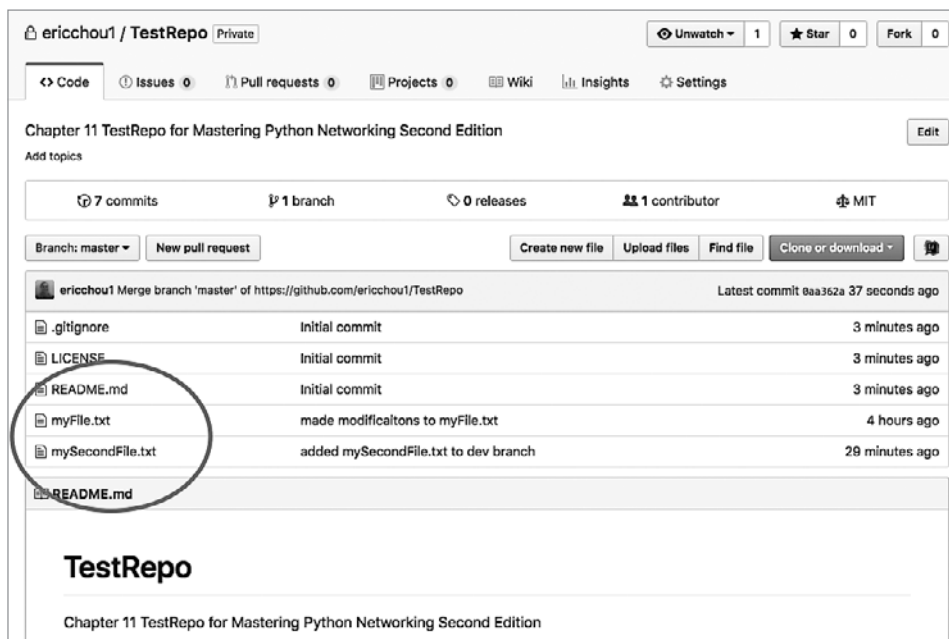 ericchou1 / TestRepo Private Unwatch 1 Star 0 Fork 0
Code Issues 0 Pull requests 0 Projects 0 Wiki Insights Settings
Chapter 11 TestRepo for Mastering Python Networking Second Edition Edit
Add topics
7 commits 1 branch 0 releases 1 contributor MIT
Branch: master New pull request Create new file Upload files Find file Clone or download
ericchou1 Merge branch 'master' of https://github.com/ericchou1/TestRepo Latest commit 0aa362a 37 seconds ago
.gitignore Initial commit 3 minutes ago
LICENSE Initial commit 3 minutes ago
README.md Initial commit 3 minutes ago
myFile.txt made modificaitons to myFile.txt 4 hours ago
mySecondFile.txt added mySecondFile.txt to dev branch 29 minutes ago
README.md
TestRepo
Chapter 11 TestRepo for Mastering Python Networking Second Edition